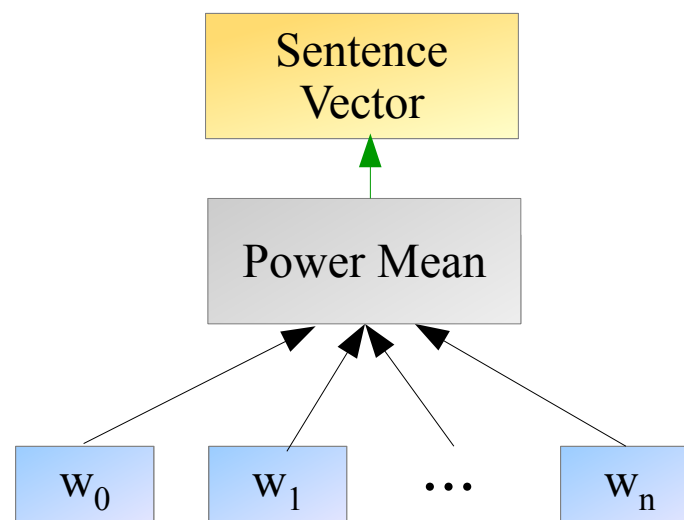 Sentence
Vector
Power Mean
w₀ w₁ ... wₙ